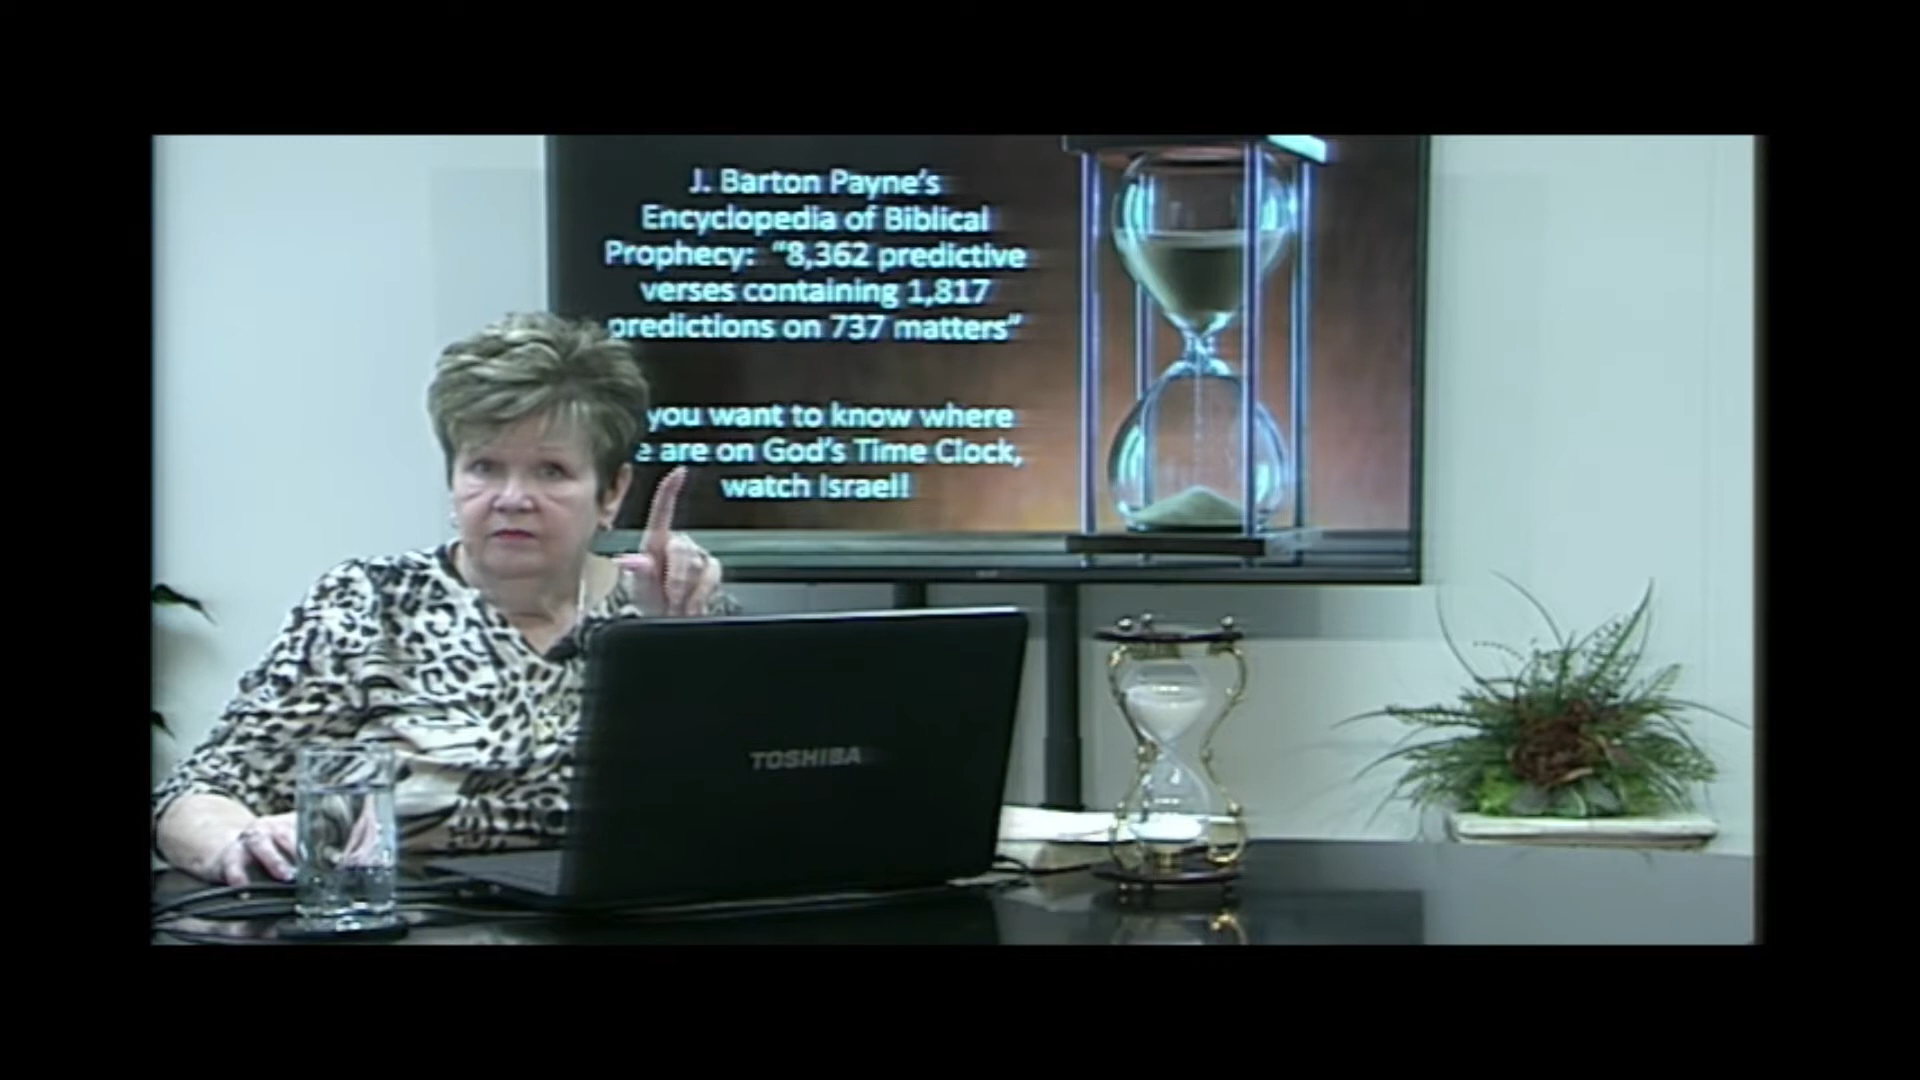 J. Barton Payne's
Encyclopedia of Biblical
Prophecy: "8,362 predictive
verses containing 1,817
predictions on 737 matters"
you want to know where
e are on God's Time Clock,
watch Israel!
TOSHIBA